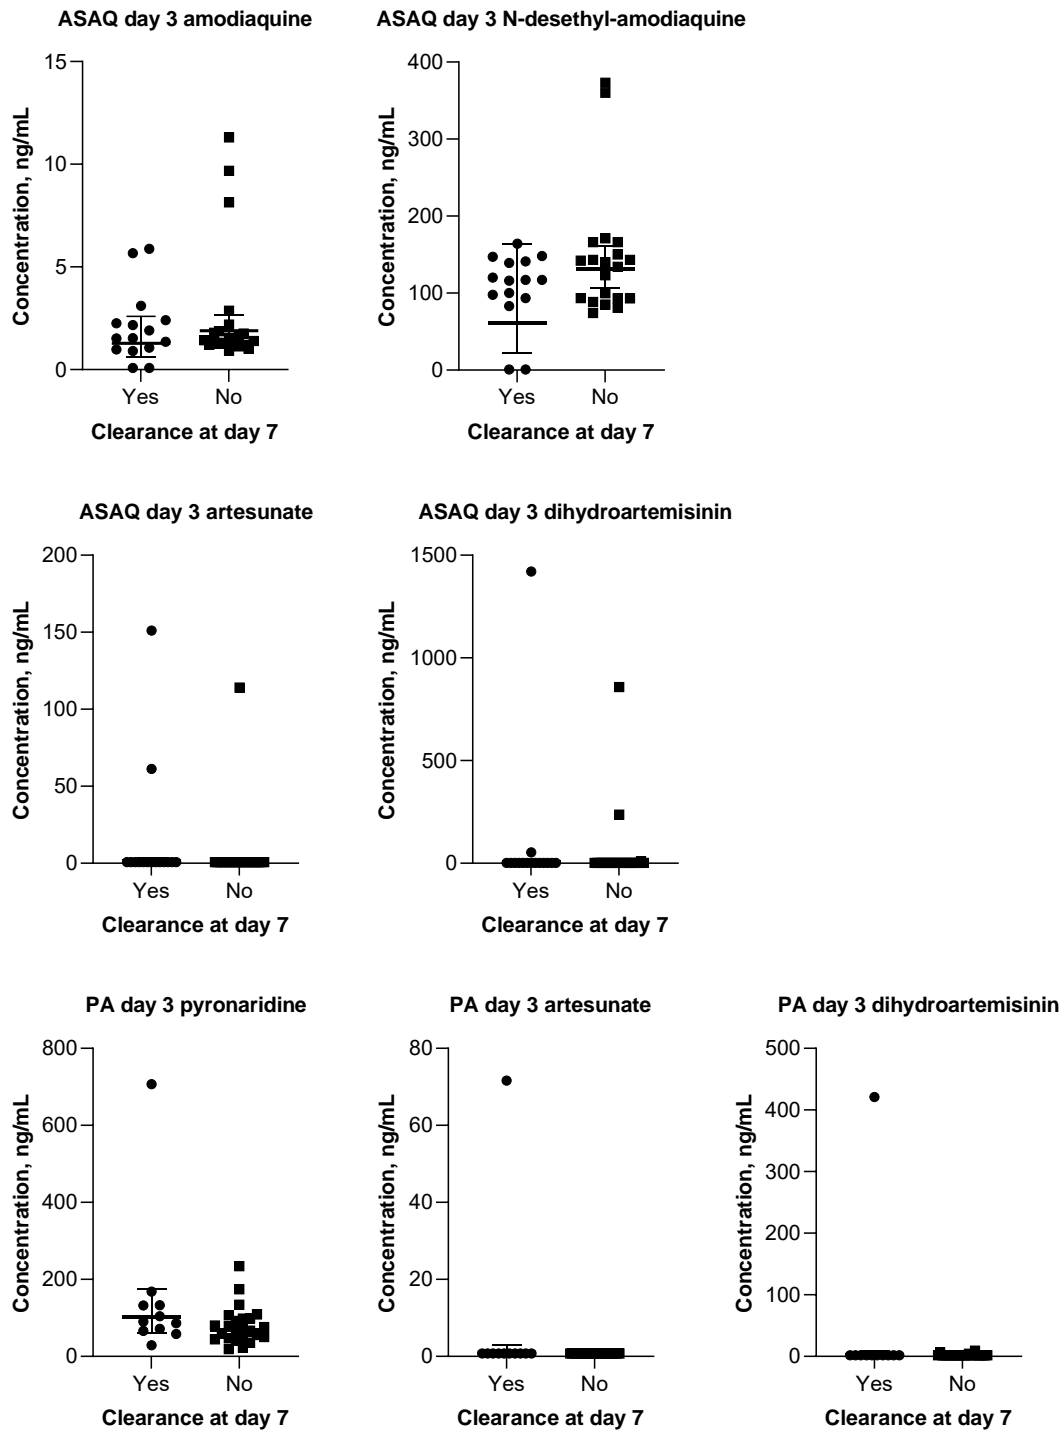 ASAQ day 3 amodiaquine
Concentration, ng/mL
15
10
5
0
Yes No
Clearance at day 7
ASAQ day 3 N-desethyl-amodiaquine
Concentration, ng/mL
400
300
200
100
0
Yes No
Clearance at day 7
ASAQ day 3 artesunate
Concentration, ng/mL
200
150
100
50
0
Yes No
Clearance at day 7
ASAQ day 3 dihydroartemisinin
Concentration, ng/mL
1500
1000
500
0
Yes No
Clearance at day 7
PA day 3 pyronaridine
Concentration, ng/mL
800
600
400
200
0
Yes No
Clearance at day 7
PA day 3 artesunate
Concentration, ng/mL
80
60
40
20
0
Yes No
Clearance at day 7
PA day 3 dihydroartemisinin
Concentration, ng/mL
500
400
300
200
100
0
Yes No
Clearance at day 7